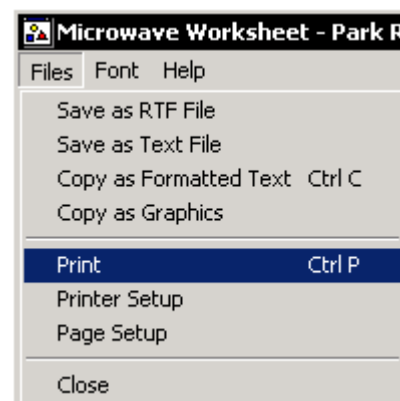 Microwave Worksheet - Park R
Files Font Help
Save as RTF File
Save as Text File
Copy as Formatted Text Ctrl C
Copy as Graphics
Print Ctrl P
Printer Setup
Page Setup
Close